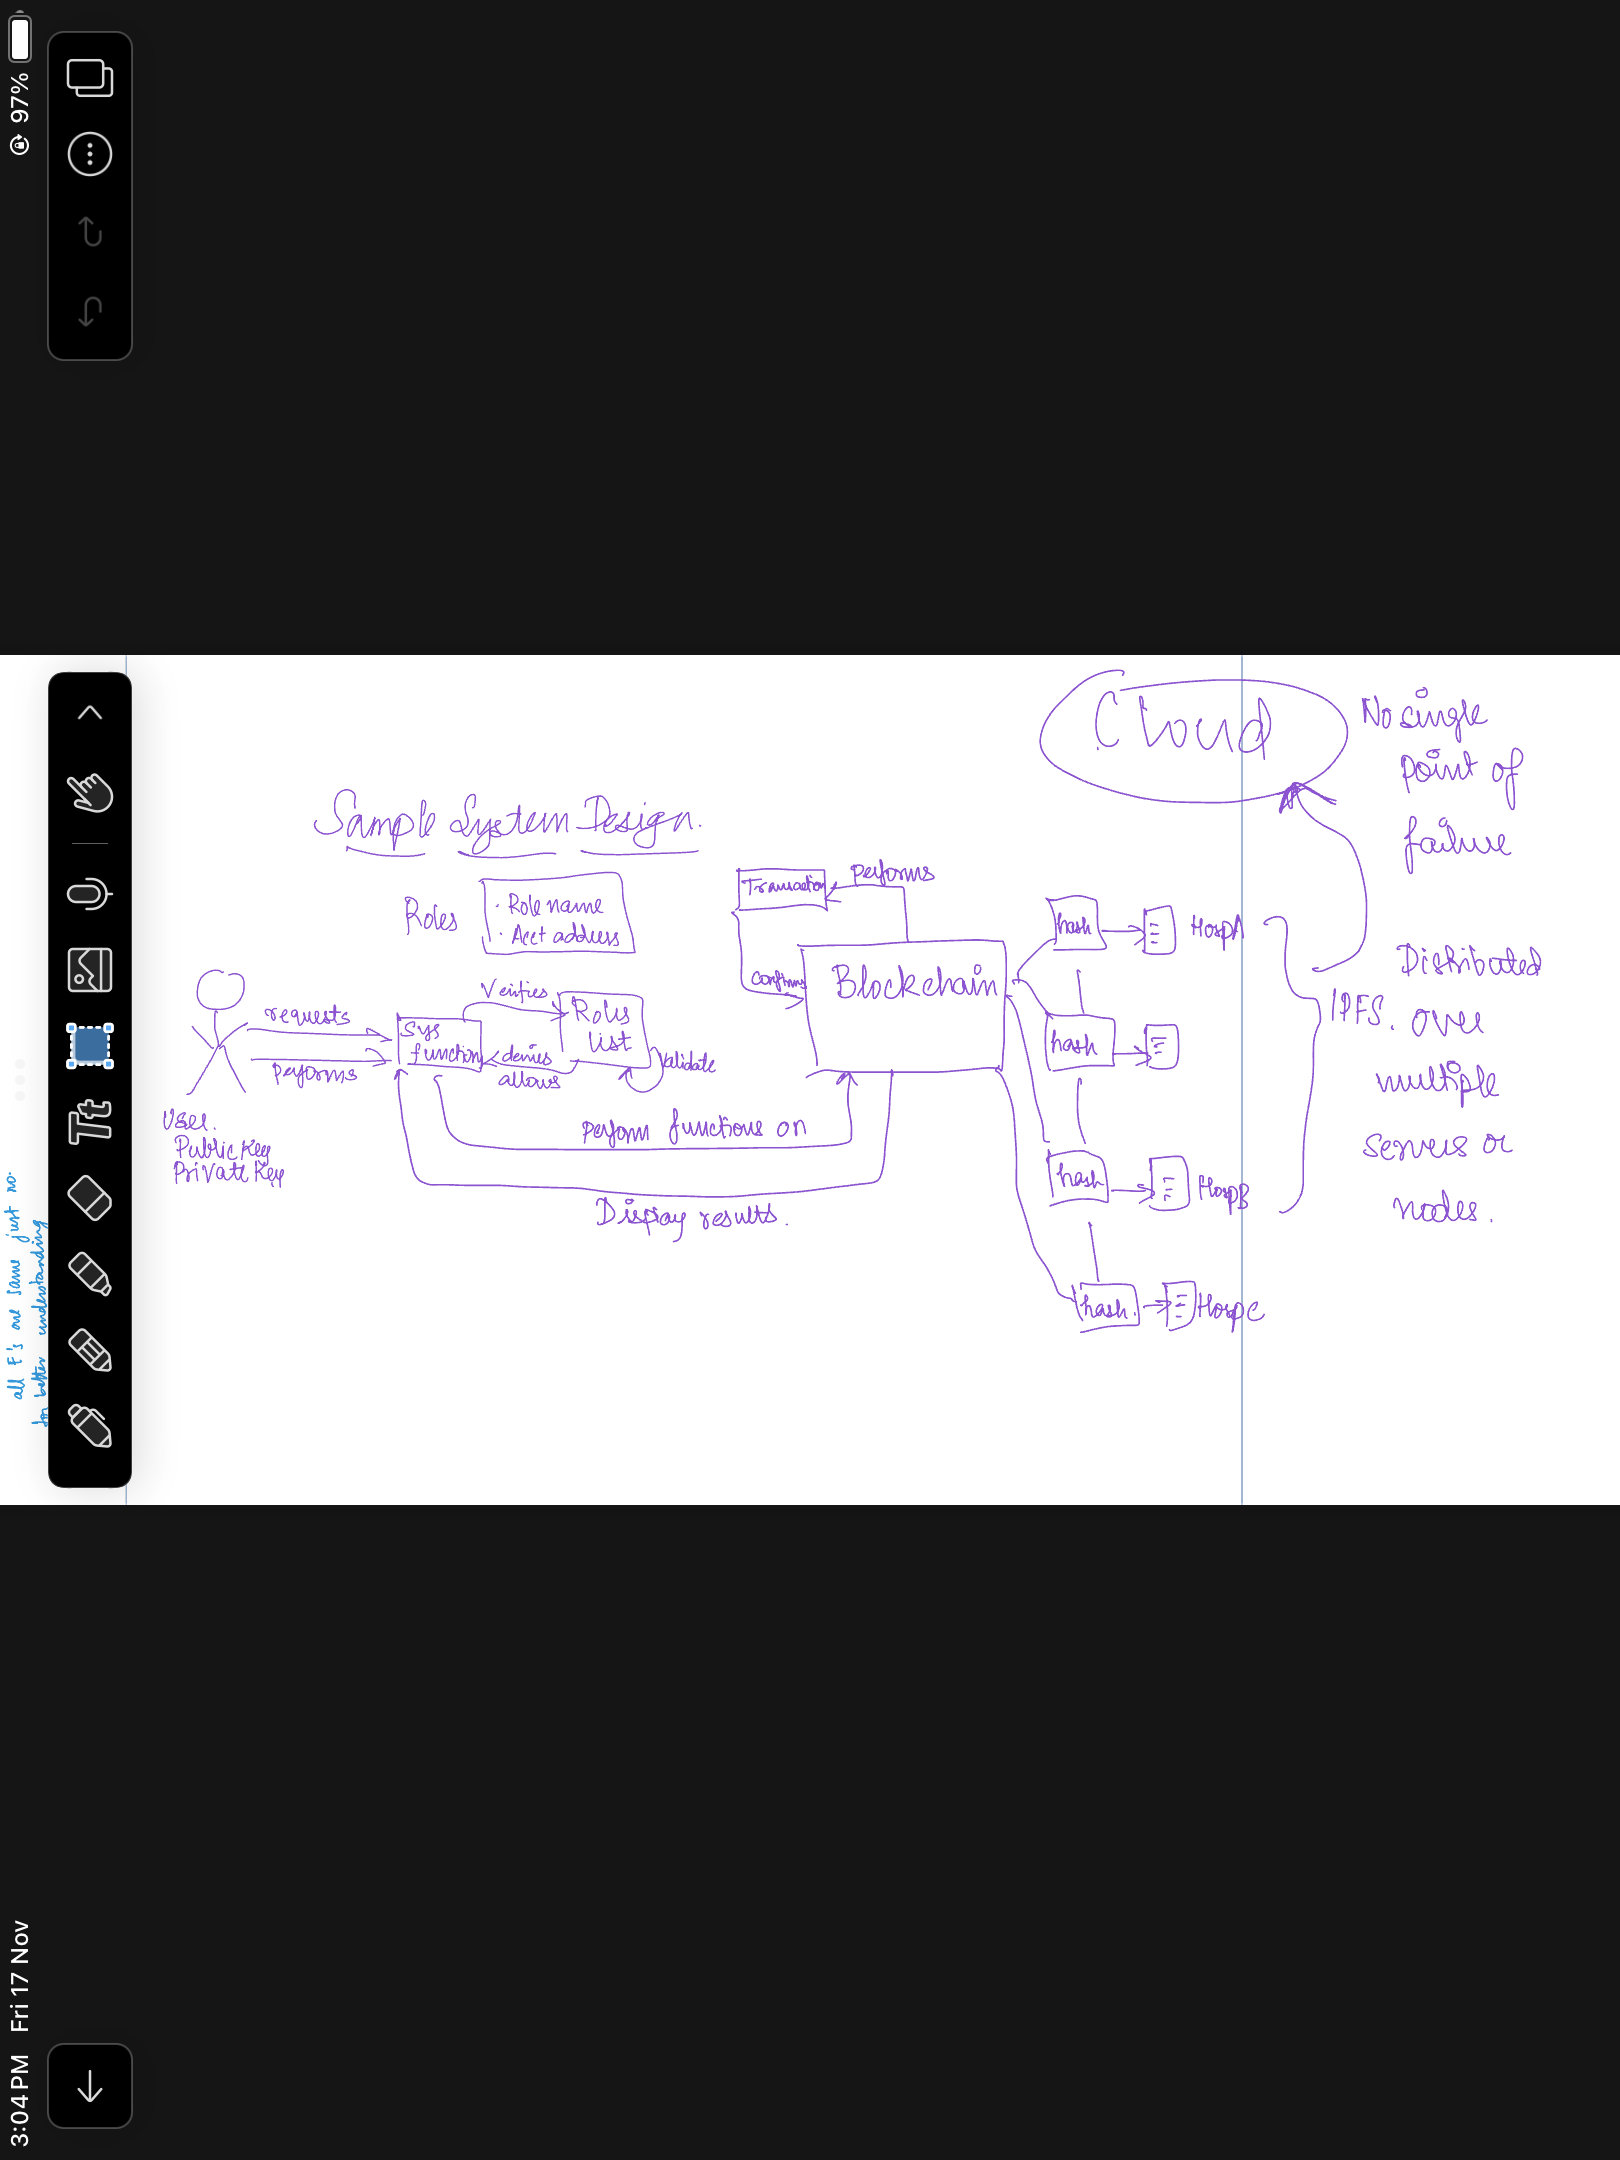 97%
3:04 PM Fri 17 Nov
all F's are same just no.
for better understanding
Sample System Design.
Roles
· Role name
· Acct address
User.
Public Key
Private Key
requests
performs
Sys
function
Verifies
denies
allows
Roles
list
Validate
perform functions on
Display results.
Transaction
performs
confirms
Blockchain
hash
HospA
hash
hash
HospB
hash.
HospC
Cloud
No single
point of
failure
IPFS.
Distributed
over
multiple
servers or
nodes.
Tt